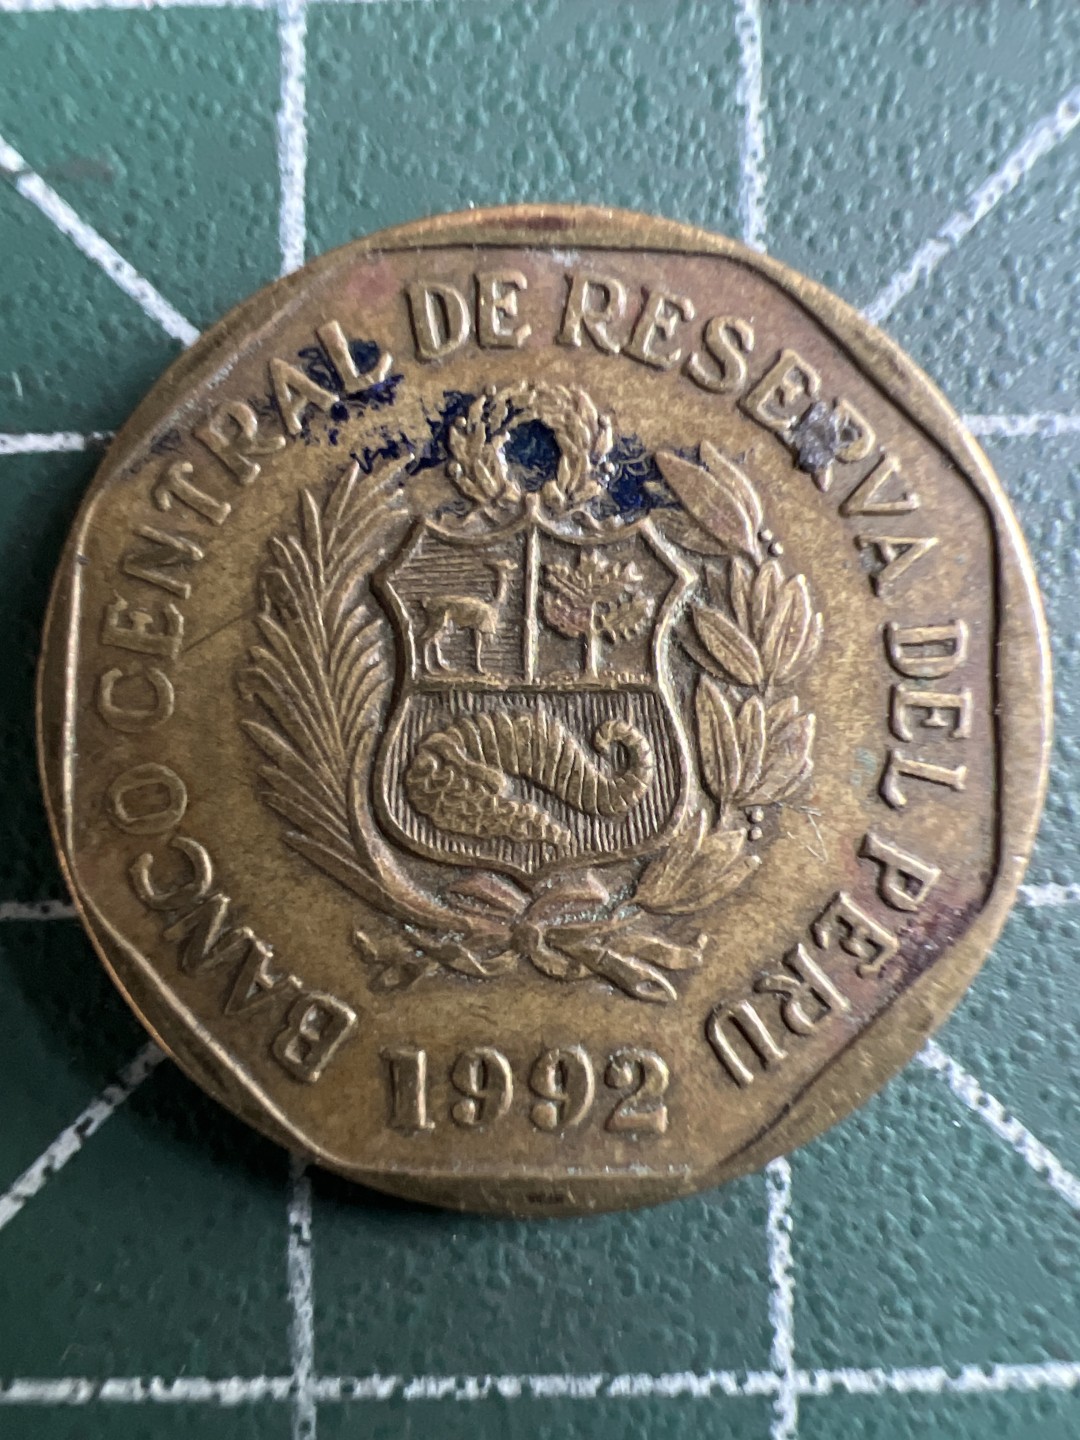 BANCO CENTRAL DE RESERVA DEL PERU
1992